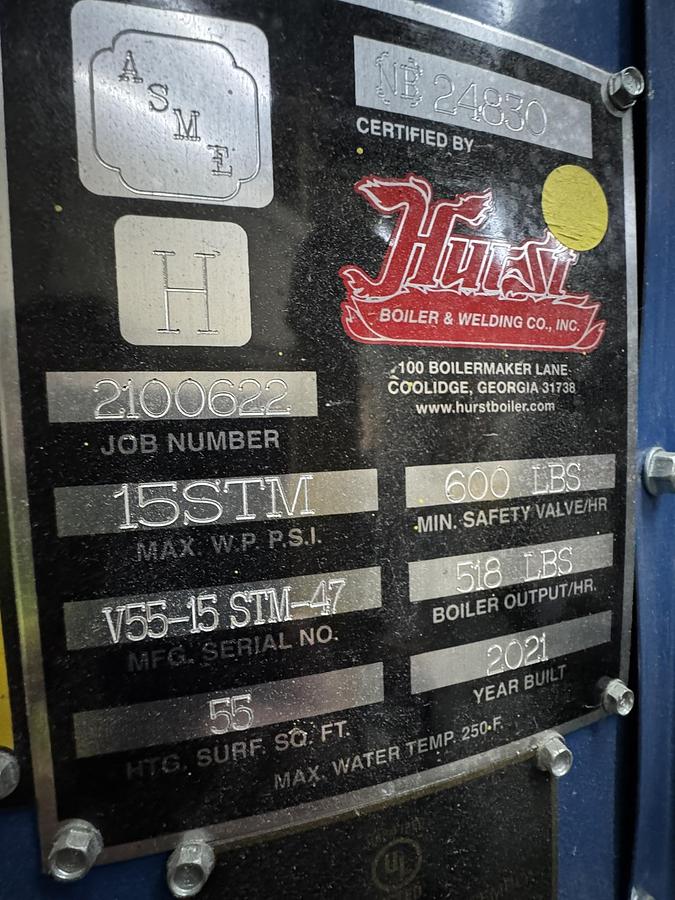 ASME
H
NB 24830
CERTIFIED BY
Hurst
BOILER & WELDING CO., INC.
100 BOILERMAKER LANE
COOLIDGE, GEORGIA 31738
www.hurstboiler.com
2100622
JOB NUMBER
15STM
MAX. W.P. P.S.I.
600 LBS
MIN. SAFETY VALVE/HR
V55-15 STM-47
MFG. SERIAL NO.
518 LBS
BOILER OUTPUT/HR.
55
HTG. SURF. SQ. FT.
2021
YEAR BUILT
MAX. WATER TEMP. 250 F.
UL